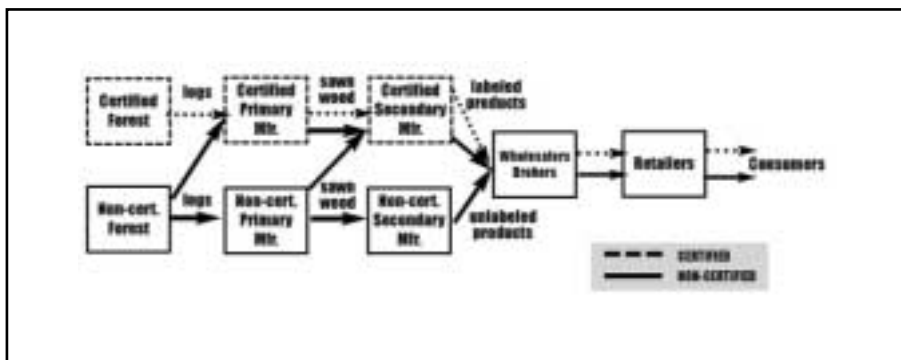 Certified
Forest
logs
Certified
Primary
Mfr.
sawn
wood
Certified
Secondary
Mfr.
labeled
products
Wholesalers
Brokers
Retailers
Consumers
Non-cert.
Forest
logs
Non-cert.
Primary
Mfr.
sawn
wood
Non-cert.
Secondary
Mfr.
unlabeled
products
CERTIFIED
NON-CERTIFIED